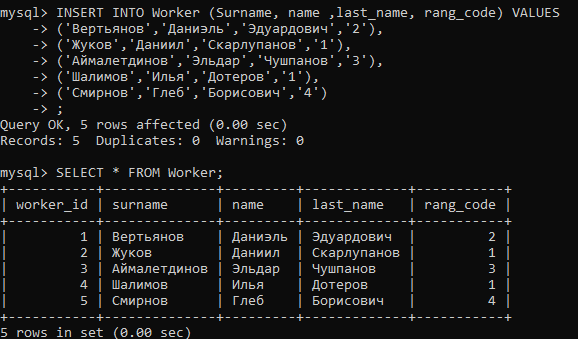 mysql> INSERT INTO Worker (Surname, name ,last_name, rang_code) VALUES
    -> ('Вертьянов','Даниэль','Эдуардович','2'),
    -> ('Жуков','Даниил','Скарлупанов','1'),
    -> ('Аймалетдинов','Эльдар','Чушпанов','3'),
    -> ('Шалимов','Илья','Дотеров','1'),
    -> ('Смирнов','Глеб','Борисович','4')
    -> ;
Query OK, 5 rows affected (0.00 sec)
Records: 5  Duplicates: 0  Warnings: 0
mysql> SELECT * FROM Worker;
+-----------+--------------+---------+-------------+-----------+
| worker_id | surname      | name    | last_name   | rang_code |
+-----------+--------------+---------+-------------+-----------+
|         1 | Вертьянов    | Даниэль | Эдуардович  |         2 |
|         2 | Жуков        | Даниил  | Скарлупанов |         1 |
|         3 | Аймалетдинов | Эльдар  | Чушпанов    |         3 |
|         4 | Шалимов      | Илья    | Дотеров     |         1 |
|         5 | Смирнов      | Глеб    | Борисович   |         4 |
+-----------+--------------+---------+-------------+-----------+
5 rows in set (0.00 sec)